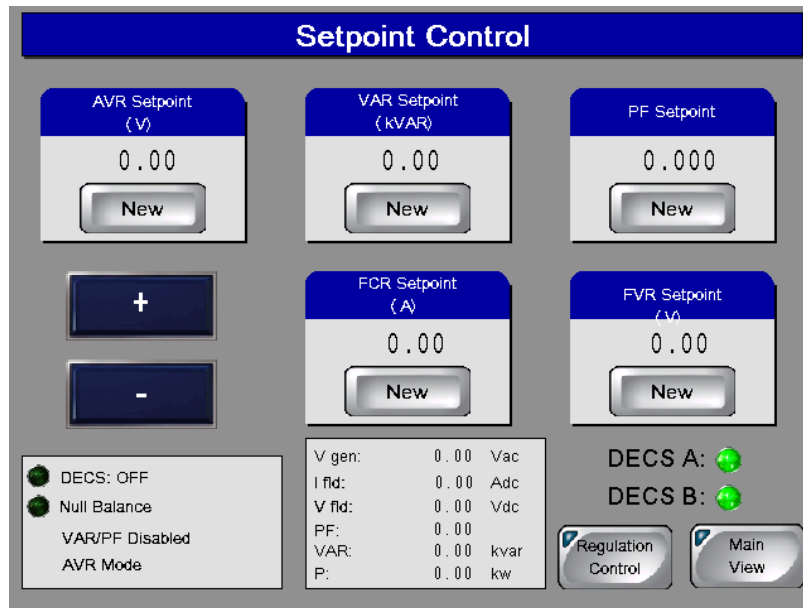 Setpoint Control
AVR Setpoint
(V)
0.00
New
VAR Setpoint
(kVAR)
0.00
New
PF Setpoint
0.000
New
+
-
FCR Setpoint
(A)
0.00
New
FVR Setpoint
(V)
0.00
New
DECS: OFF
Null Balance
VAR/PF Disabled
AVR Mode
V gen: 0.00 Vac
I fld: 0.00 Adc
V fld: 0.00 Vdc
PF: 0.00
VAR: 0.00 kvar
P: 0.00 kw
DECS A:
DECS B:
Regulation
Control
Main
View